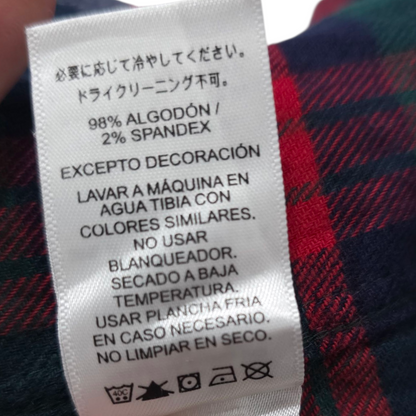 必要に応じて冷やしてください。
ドライクリーニング不可。
98% ALGODÓN /
2% SPANDEX
EXCEPTO DECORACIÓN
LAVAR A MÁQUINA EN
AGUA TIBIA CON
COLORES SIMILARES.
NO USAR
BLANQUEADOR.
SECADO A BAJA
TEMPERATURA.
USAR PLANCHA FRIA
EN CASO NECESARIO.
NO LIMPIAR EN SECO.
40C